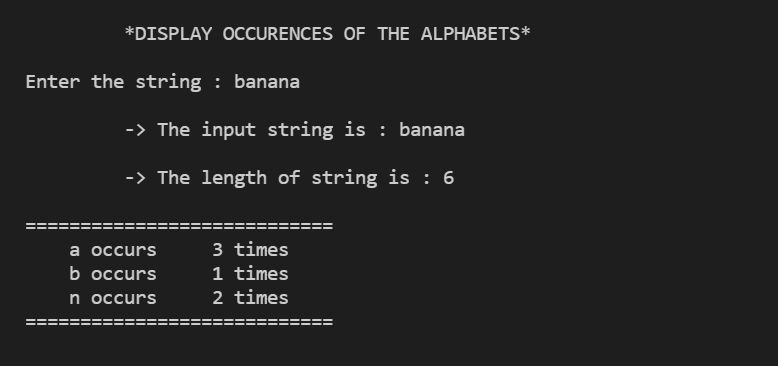 *DISPLAY OCCURENCES OF THE ALPHABETS*
Enter the string : banana
-> The input string is : banana
-> The length of string is : 6
============================
a occurs 3 times
b occurs 1 times
n occurs 2 times
============================